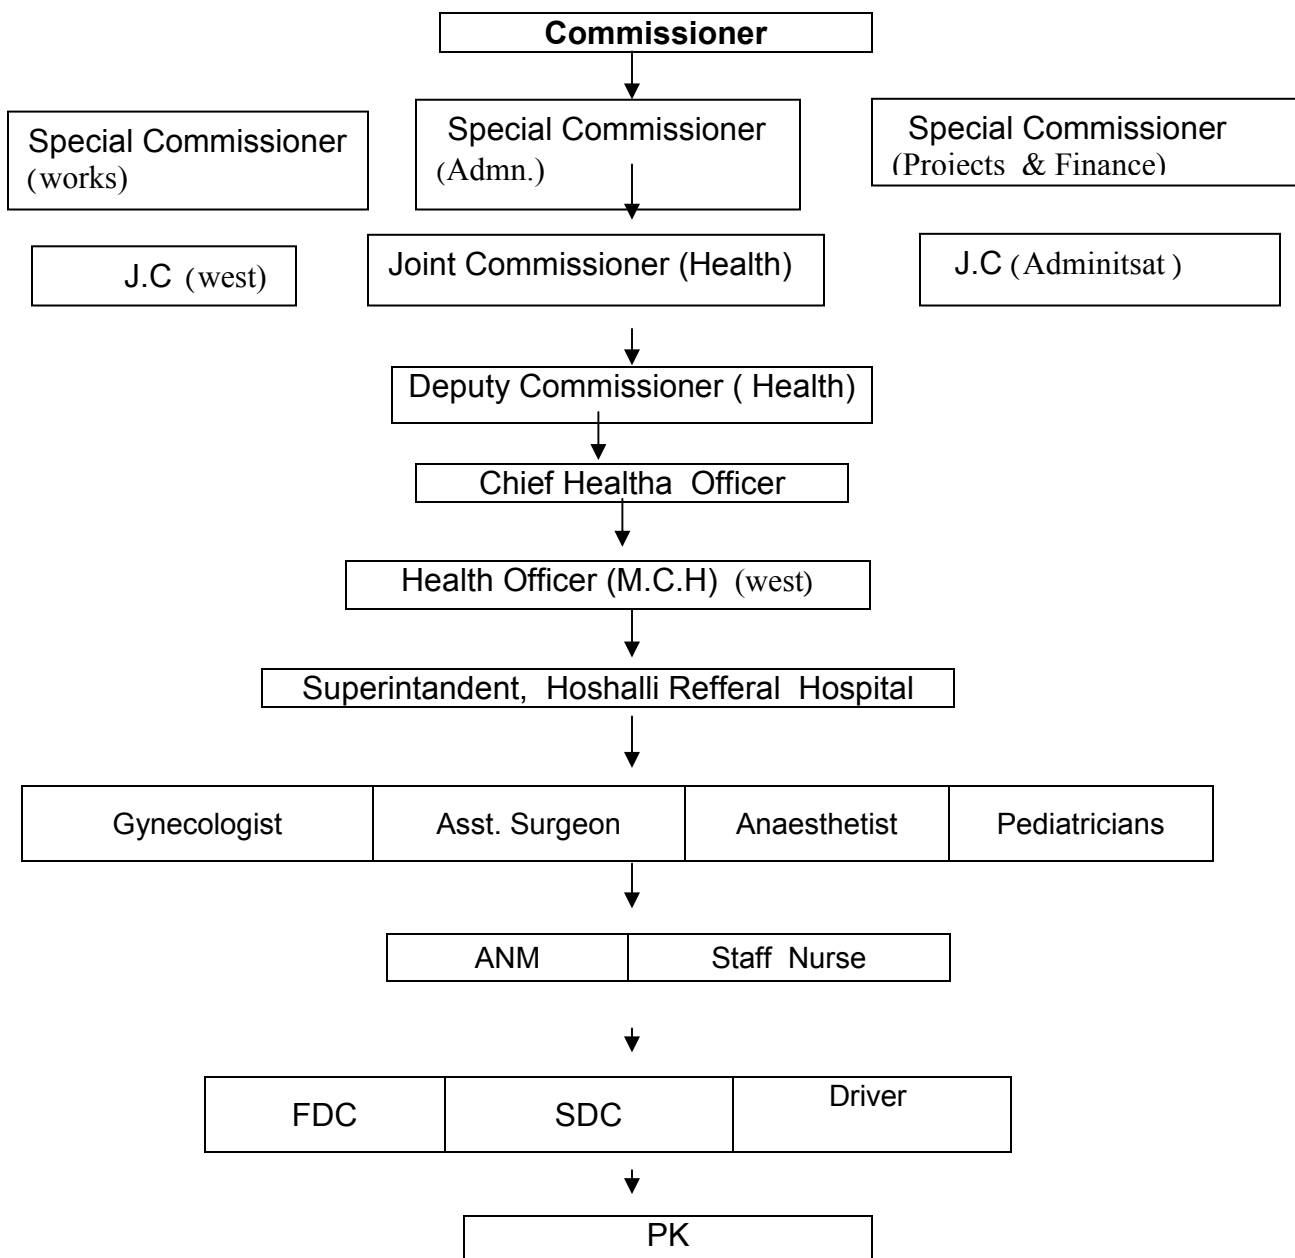 Commissioner
Special Commissioner
(works)
Special Commissioner
(Admn.)
Special Commissioner
(Projects & Finance)
J.C (west)
Joint Commissioner (Health)
J.C (Adminitsat )
Deputy Commissioner ( Health)
Chief Healtha Officer
Health Officer (M.C.H) (west)
Superintandent, Hoshalli Refferal Hospital
Gynecologist
Asst. Surgeon
Anaesthetist
Pediatricians
ANM
Staff Nurse
FDC
SDC
Driver
PK